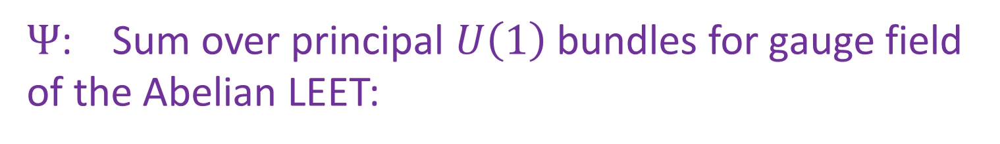 Ψ: Sum over principal U(1) bundles for gauge field
of the Abelian LEET: